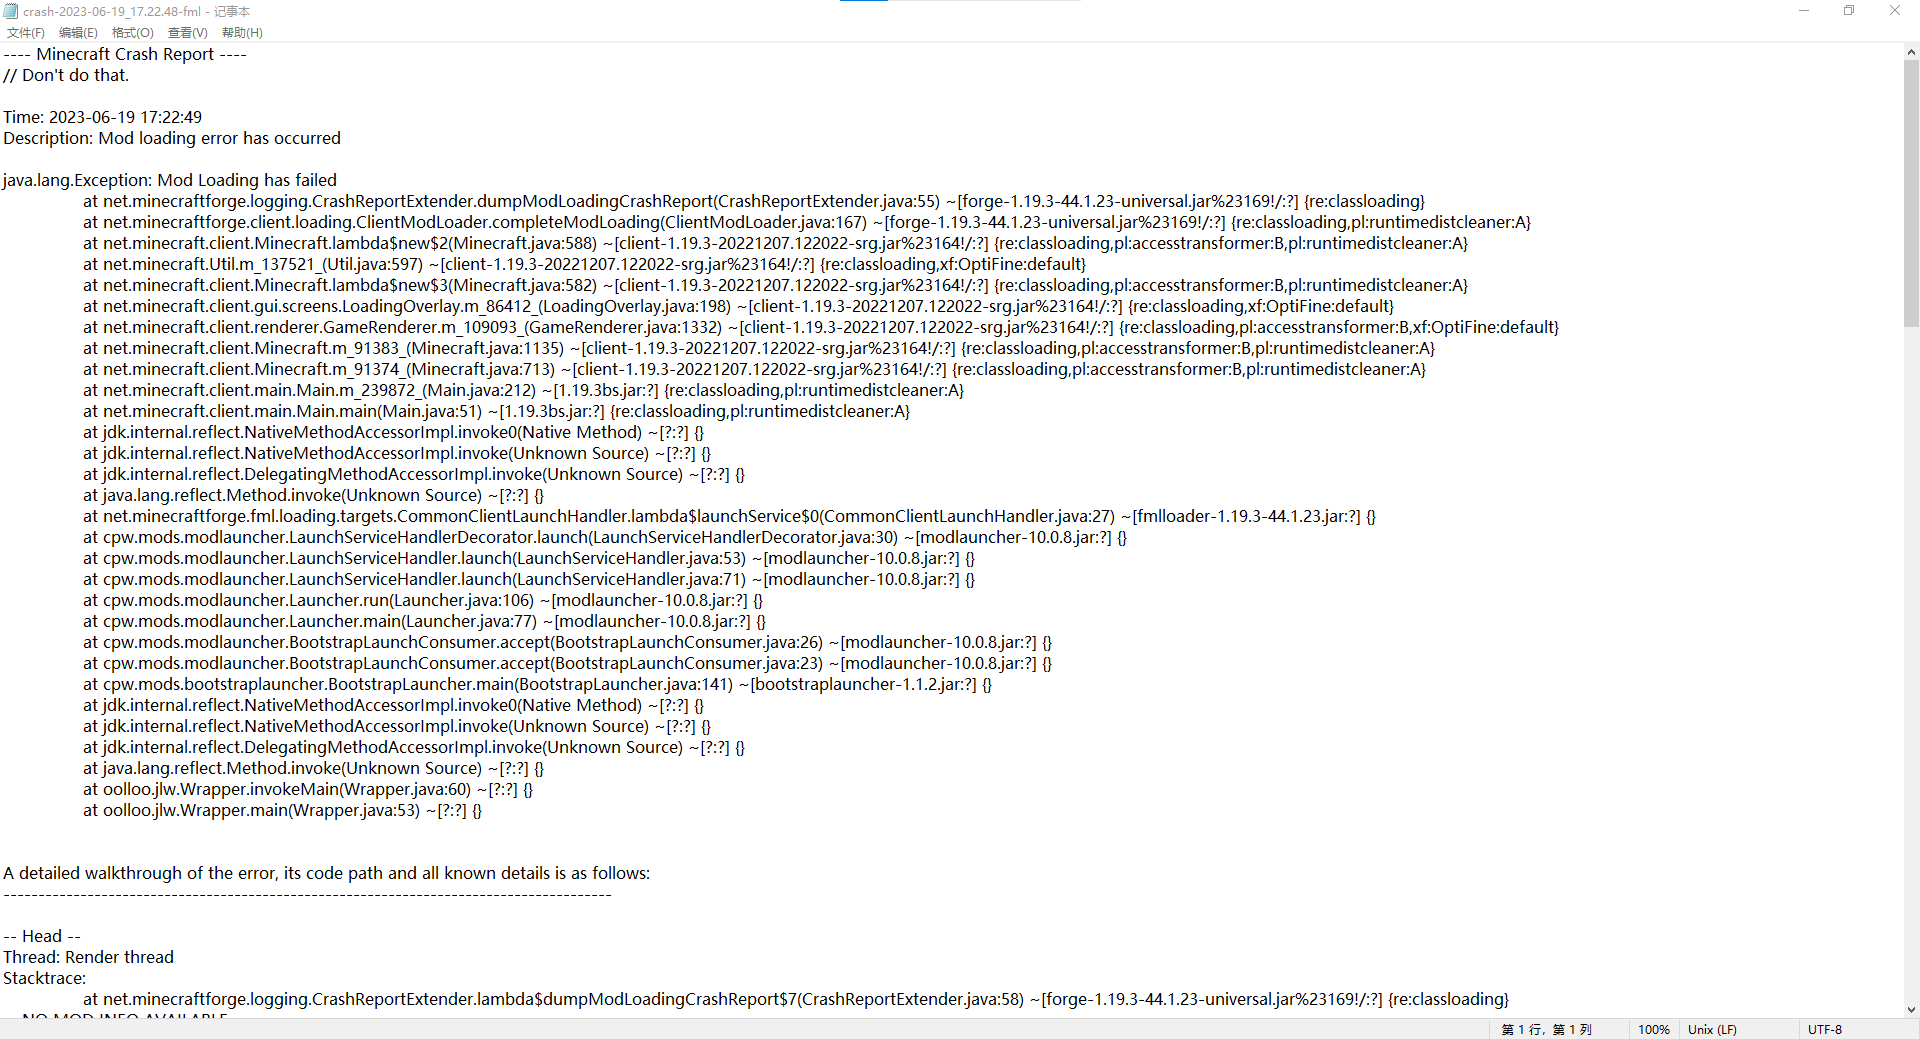 crash-2023-06-19_17.22.48-fml - 记事本
文件(F) 编辑(E) 格式(O) 查看(V) 帮助(H)
---- Minecraft Crash Report ----
// Don't do that.
Time: 2023-06-19 17:22:49
Description: Mod loading error has occurred
java.lang.Exception: Mod Loading has failed
at net.minecraftforge.logging.CrashReportExtender.dumpModLoadingCrashReport(CrashReportExtender.java:55) ~[forge-1.19.3-44.1.23-universal.jar%23169!/:?] {re:classloading}
at net.minecraftforge.client.loading.ClientModLoader.completeModLoading(ClientModLoader.java:167) ~[forge-1.19.3-44.1.23-universal.jar%23169!/:?] {re:classloading,pl:runtimedistcleaner:A}
at net.minecraft.client.Minecraft.lambda$new$2(Minecraft.java:588) ~[client-1.19.3-20221207.122022-srg.jar%23164!/:?] {re:classloading,pl:accesstransformer:B,pl:runtimedistcleaner:A}
at net.minecraft.Util.m_137521_(Util.java:597) ~[client-1.19.3-20221207.122022-srg.jar%23164!/:?] {re:classloading,xf:OptiFine:default}
at net.minecraft.client.Minecraft.lambda$new$3(Minecraft.java:582) ~[client-1.19.3-20221207.122022-srg.jar%23164!/:?] {re:classloading,pl:accesstransformer:B,pl:runtimedistcleaner:A}
at net.minecraft.client.gui.screens.LoadingOverlay.m_86412_(LoadingOverlay.java:198) ~[client-1.19.3-20221207.122022-srg.jar%23164!/:?] {re:classloading,xf:OptiFine:default}
at net.minecraft.client.renderer.GameRenderer.m_109093_(GameRenderer.java:1332) ~[client-1.19.3-20221207.122022-srg.jar%23164!/:?] {re:classloading,pl:accesstransformer:B,xf:OptiFine:default}
at net.minecraft.client.Minecraft.m_91383_(Minecraft.java:1135) ~[client-1.19.3-20221207.122022-srg.jar%23164!/:?] {re:classloading,pl:accesstransformer:B,pl:runtimedistcleaner:A}
at net.minecraft.client.Minecraft.m_91374_(Minecraft.java:713) ~[client-1.19.3-20221207.122022-srg.jar%23164!/:?] {re:classloading,pl:accesstransformer:B,pl:runtimedistcleaner:A}
at net.minecraft.client.main.Main.m_239872_(Main.java:212) ~[1.19.3bs.jar:?] {re:classloading,pl:runtimedistcleaner:A}
at net.minecraft.client.main.Main.main(Main.java:51) ~[1.19.3bs.jar:?] {re:classloading,pl:runtimedistcleaner:A}
at jdk.internal.reflect.NativeMethodAccessorImpl.invoke0(Native Method) ~[?:?] {}
at jdk.internal.reflect.NativeMethodAccessorImpl.invoke(Unknown Source) ~[?:?] {}
at jdk.internal.reflect.DelegatingMethodAccessorImpl.invoke(Unknown Source) ~[?:?] {}
at java.lang.reflect.Method.invoke(Unknown Source) ~[?:?] {}
at net.minecraftforge.fml.loading.targets.CommonClientLaunchHandler.lambda$launchService$0(CommonClientLaunchHandler.java:27) ~[fmlloader-1.19.3-44.1.23.jar:?] {}
at cpw.mods.modlauncher.LaunchServiceHandlerDecorator.launch(LaunchServiceHandlerDecorator.java:30) ~[modlauncher-10.0.8.jar:?] {}
at cpw.mods.modlauncher.LaunchServiceHandler.launch(LaunchServiceHandler.java:53) ~[modlauncher-10.0.8.jar:?] {}
at cpw.mods.modlauncher.LaunchServiceHandler.launch(LaunchServiceHandler.java:71) ~[modlauncher-10.0.8.jar:?] {}
at cpw.mods.modlauncher.Launcher.run(Launcher.java:106) ~[modlauncher-10.0.8.jar:?] {}
at cpw.mods.modlauncher.Launcher.main(Launcher.java:77) ~[modlauncher-10.0.8.jar:?] {}
at cpw.mods.modlauncher.BootstrapLaunchConsumer.accept(BootstrapLaunchConsumer.java:26) ~[modlauncher-10.0.8.jar:?] {}
at cpw.mods.modlauncher.BootstrapLaunchConsumer.accept(BootstrapLaunchConsumer.java:23) ~[modlauncher-10.0.8.jar:?] {}
at cpw.mods.bootstraplauncher.BootstrapLauncher.main(BootstrapLauncher.java:141) ~[bootstraplauncher-1.1.2.jar:?] {}
at jdk.internal.reflect.NativeMethodAccessorImpl.invoke0(Native Method) ~[?:?] {}
at jdk.internal.reflect.NativeMethodAccessorImpl.invoke(Unknown Source) ~[?:?] {}
at jdk.internal.reflect.DelegatingMethodAccessorImpl.invoke(Unknown Source) ~[?:?] {}
at java.lang.reflect.Method.invoke(Unknown Source) ~[?:?] {}
at oolloo.jlw.Wrapper.invokeMain(Wrapper.java:60) ~[?:?] {}
at oolloo.jlw.Wrapper.main(Wrapper.java:53) ~[?:?] {}
A detailed walkthrough of the error, its code path and all known details is as follows:
---------------------------------------------------------------------------------------
-- Head --
Thread: Render thread
Stacktrace:
at net.minecraftforge.logging.CrashReportExtender.lambda$dumpModLoadingCrashReport$7(CrashReportExtender.java:58) ~[forge-1.19.3-44.1.23-universal.jar%23169!/:?] {re:classloading}
NO MOD INFO AVAILABLE
第 1 行，第 1 列 100% Unix (LF) UTF-8